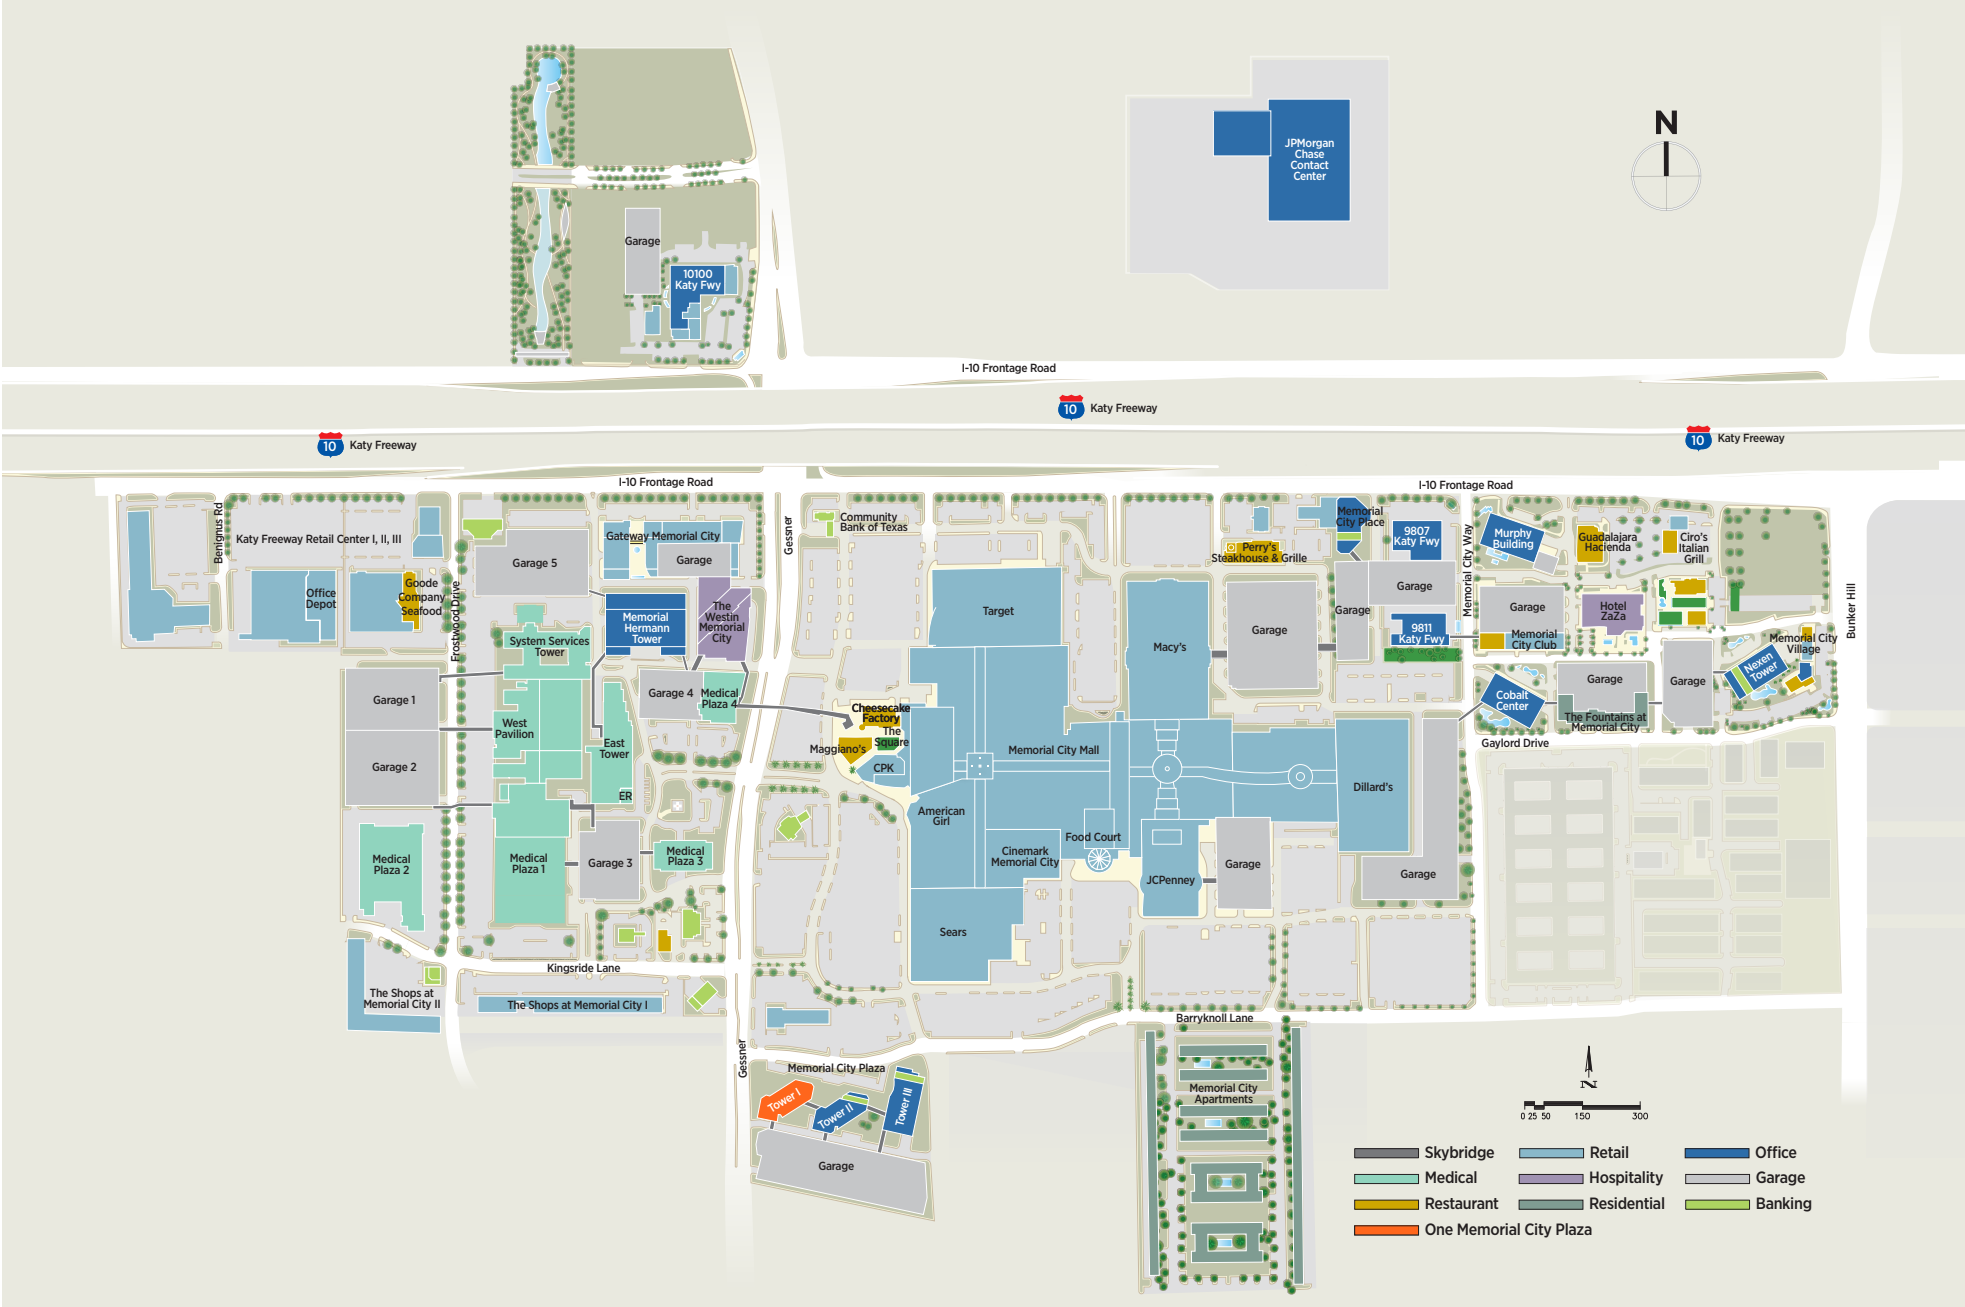 N
JPMorgan
Chase
Contact
Center
Garage
10100
Katy Fwy
I-10 Frontage Road
10 Katy Freeway
10 Katy Freeway
10 Katy Freeway
I-10 Frontage Road
I-10 Frontage Road
Benignus Rd
Katy Freeway Retail Center I, II, III
Office
Depot
Goode
Company
Seafood
Frostwood Drive
Garage 5
Gateway Memorial City
Garage
Memorial
Hermann
Tower
The
Westin
Memorial
City
System Services
Tower
Garage 4
Medical
Plaza 4
Garage 1
Garage 2
West
Pavilion
East
Tower
ER
Medical
Plaza 2
Medical
Plaza 1
Garage 3
Medical
Plaza 3
Kingsride Lane
The Shops at
Memorial City II
The Shops at Memorial City I
Gessner
Gessner
Community
Bank of Texas
Target
Cheesecake
Factory
The
Square
Maggiano's
CPK
American
Girl
Memorial City Mall
Cinemark
Memorial City
Food Court
Sears
JCPenney
Garage
Macy's
Garage
Perry's
Steakhouse & Grille
Memorial
City Place
Garage
9807
Katy Fwy
Garage
9811
Katy Fwy
Memorial City Way
Dillard's
Garage
Murphy
Building
Guadalajara
Hacienda
Ciro's
Italian
Grill
Garage
Memorial
City Club
Hotel
ZaZa
Bunker Hill
Memorial City
Village
Nexen
Tower
Cobalt
Center
Garage
The Fountains at
Memorial City
Garage
Gaylord Drive
Barryknoll Lane
Memorial City Plaza
Tower I
Tower II
Tower III
Garage
Memorial City
Apartments
N
0 25 50 150 300
Skybridge
Retail
Office
Medical
Hospitality
Garage
Restaurant
Residential
Banking
One Memorial City Plaza